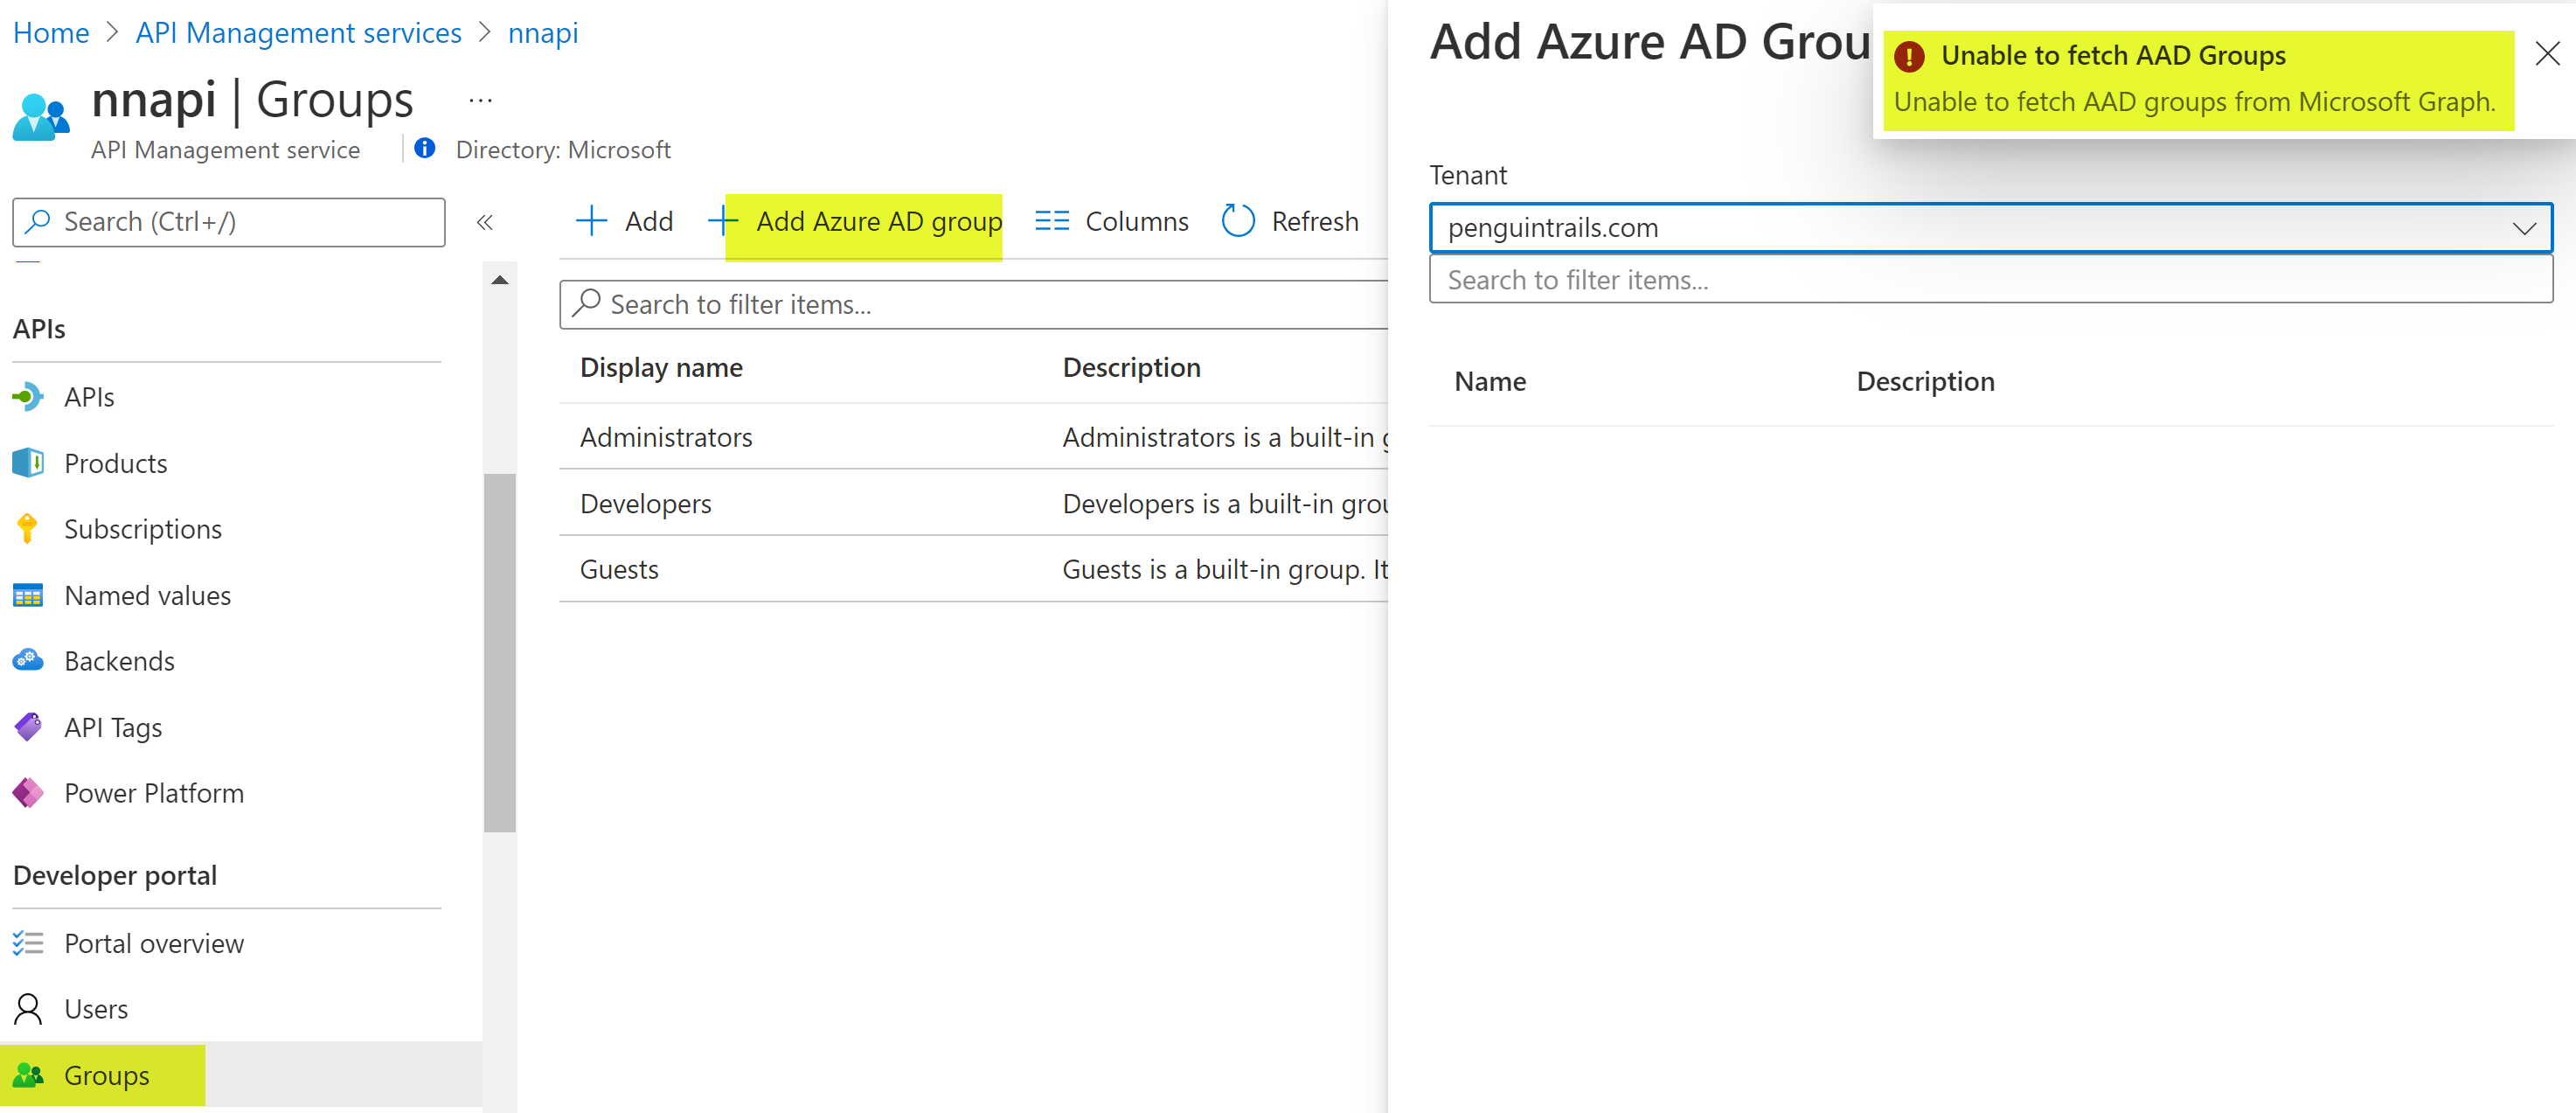 Home > API Management services > nnapi
nnapi | Groups ...
API Management service
Directory: Microsoft
Search (Ctrl+/)
«
APIs
APIs
Products
Subscriptions
Named values
Backends
API Tags
Power Platform
Developer portal
Portal overview
Users
Groups
Add
Add Azure AD group
Columns
Refresh
Search to filter items...
Display name Description
Administrators Administrators is a built-in g
Developers Developers is a built-in grou
Guests Guests is a built-in group. It
Add Azure AD Grou
Unable to fetch AAD Groups
Unable to fetch AAD groups from Microsoft Graph.
Tenant
penguintrails.com
Search to filter items...
Name Description